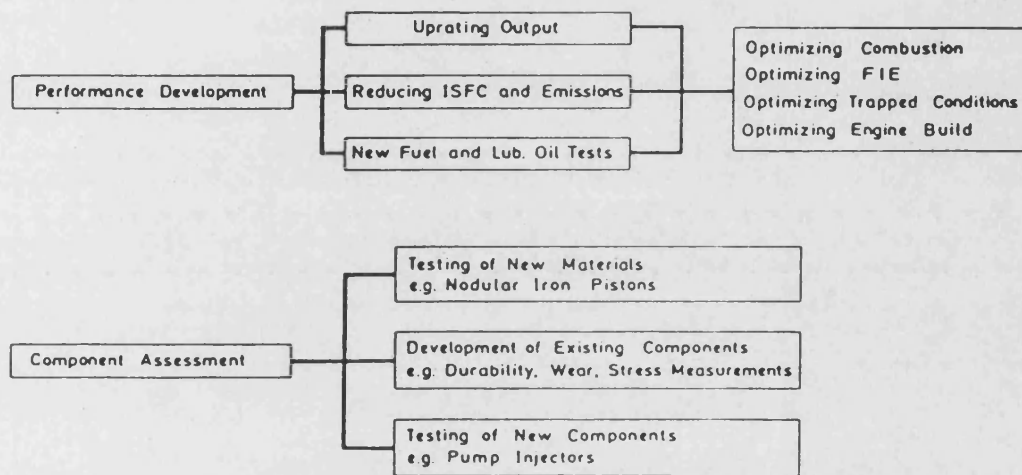 Performance Development
Uprating Output
Reducing ISFC and Emissions
New Fuel and Lub. Oil Tests
Optimizing Combustion
Optimizing FIE
Optimizing Trapped Conditions
Optimizing Engine Build
Component Assessment
Testing of New Materials
e.g. Nodular Iron Pistons
Development of Existing Components
e.g. Durability, Wear, Stress Measurements
Testing of New Components
e.g. Pump Injectors